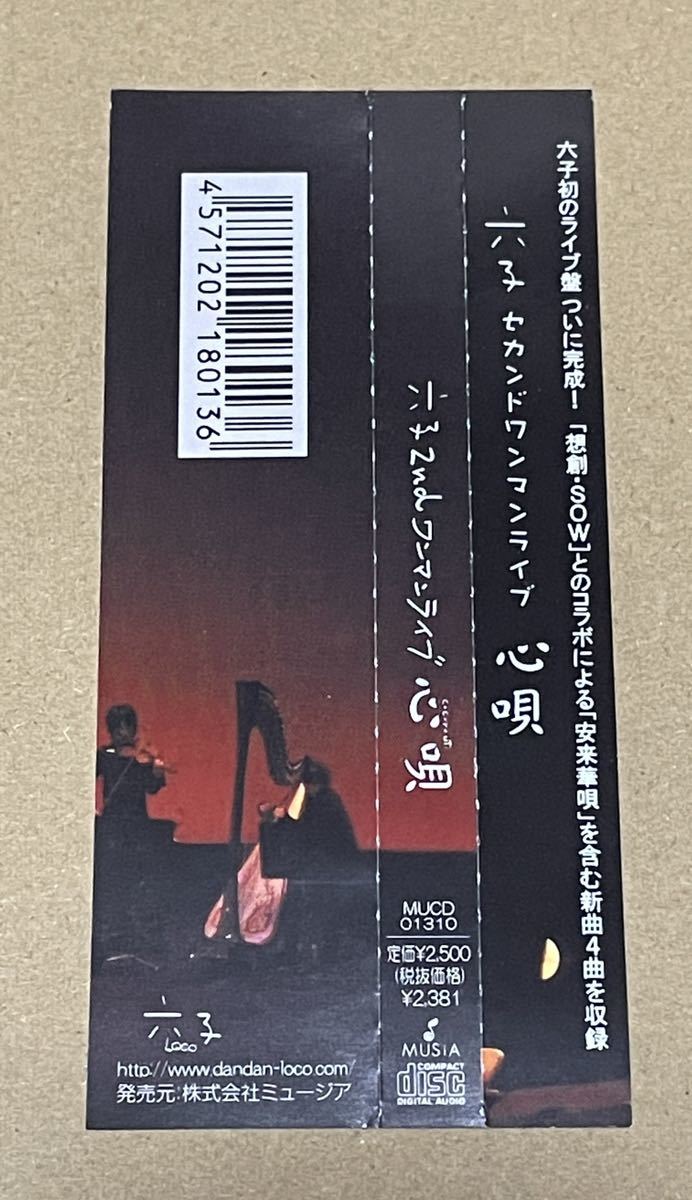 六子初のライブ盤 ついに完成！「想創・SOW]とのコラボによる「安来華唄」を含む新曲4曲を収録
六子 セカンドワンマンライブ 心唄
六子2ndワンマンライブ 心唄
MUCD
01310
定価¥2,500
(税抜価格)
¥2,381
MUSiA
COMPACT
disc
DIGITAL AUDIO
4 571202 180136
六子
Loco
http://www.dandan-loco.com/
発売元:株式会社ミュージア